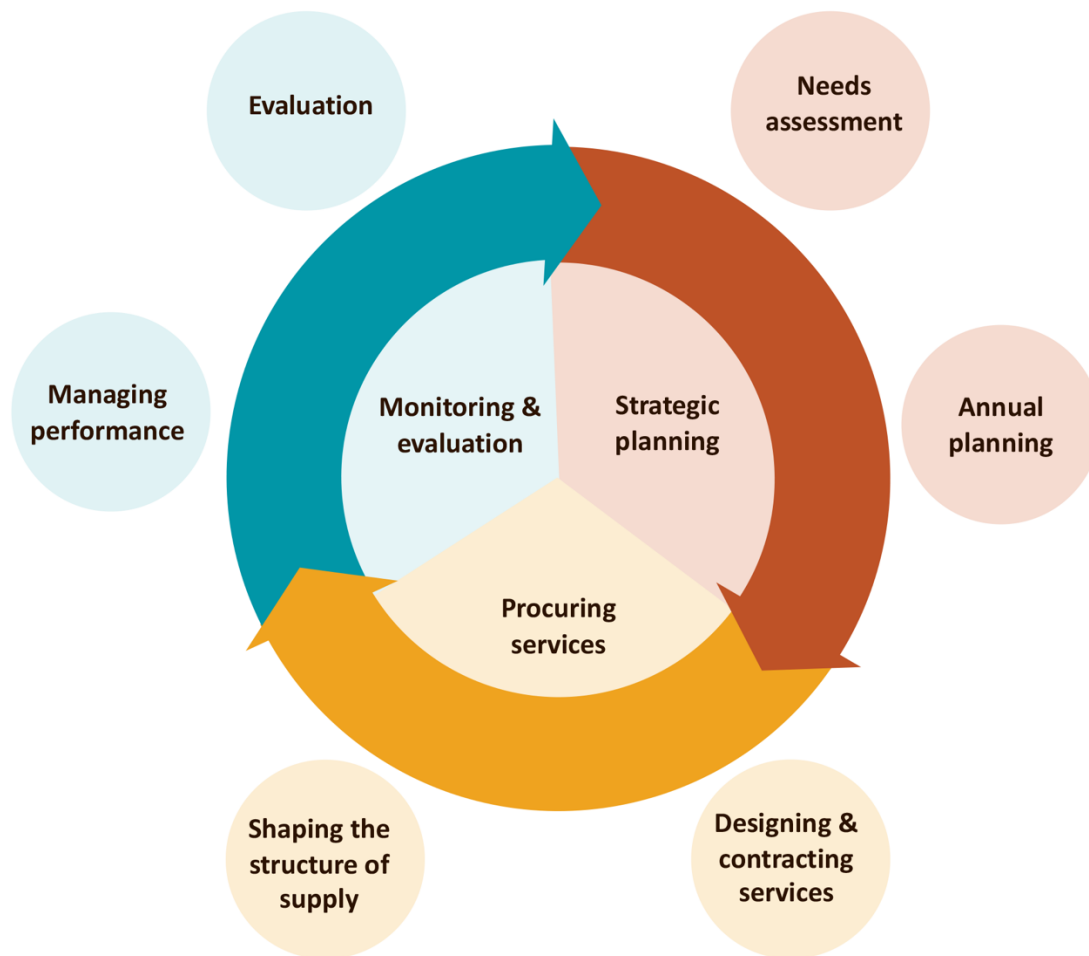 Evaluation
Needs
assessment
Managing
performance
Monitoring &
evaluation
Strategic
planning
Annual
planning
Procuring
services
Shaping the
structure of
supply
Designing &
contracting
services